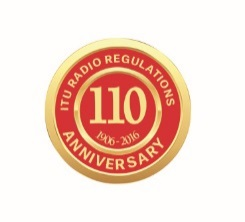 ITU RADIO REGULATIONS
110
1906-2016
ANNIVERSARY